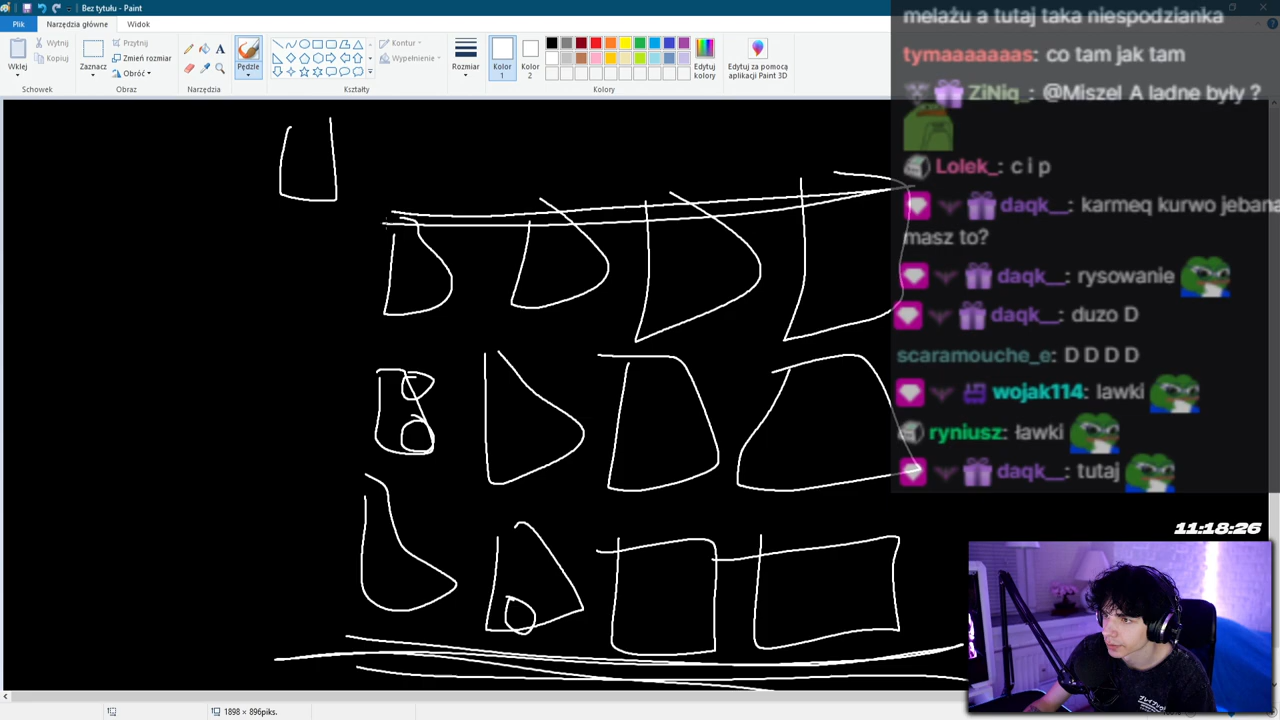 Bez tytułu - Paint
Plik
Narzędzia główne
Widok
Wklej
Wytnij
Kopiuj
Schowek
Zaznacz
Przytnij
Zmień rozmiar
Obróć
Obraz
A
Narzędzia
Pędzle
Kontur
Wypełnienie
Kształty
Rozmiar
Kolor
1
Kolor
2
Kolory
Edytuj
kolory
Edytuj za pomocą
aplikacji Paint 3D
melażu a tutaj taka niespodzianka
tymaaaaaaas: co tam jak tam
ZiNiq_: @Miszel A ladne były ?
Lolek_: c i p
daqk__: karmeq kurwo jebana
masz to?
daqk__: rysowanie
daqk__: duzo D
scaramouche_e: D D D D
wojak114: lawki
ryniusz: ławki
daqk__: tutaj
11:18:26
1898 × 896piks.